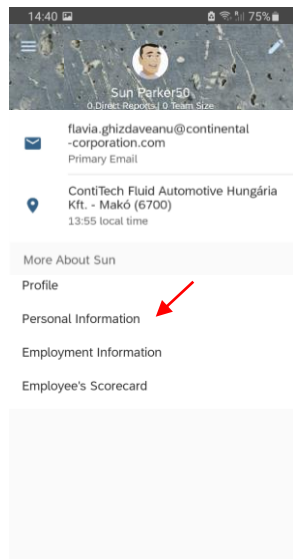 14:40 75%
Sun Parker50
0 Direct Reports | 0 Team Size
flavia.ghizdaveanu@continental
-corporation.com
Primary Email
ContiTech Fluid Automotive Hungária
Kft. - Makó (6700)
13:55 local time
More About Sun
Profile
Personal Information
Employment Information
Employee's Scorecard